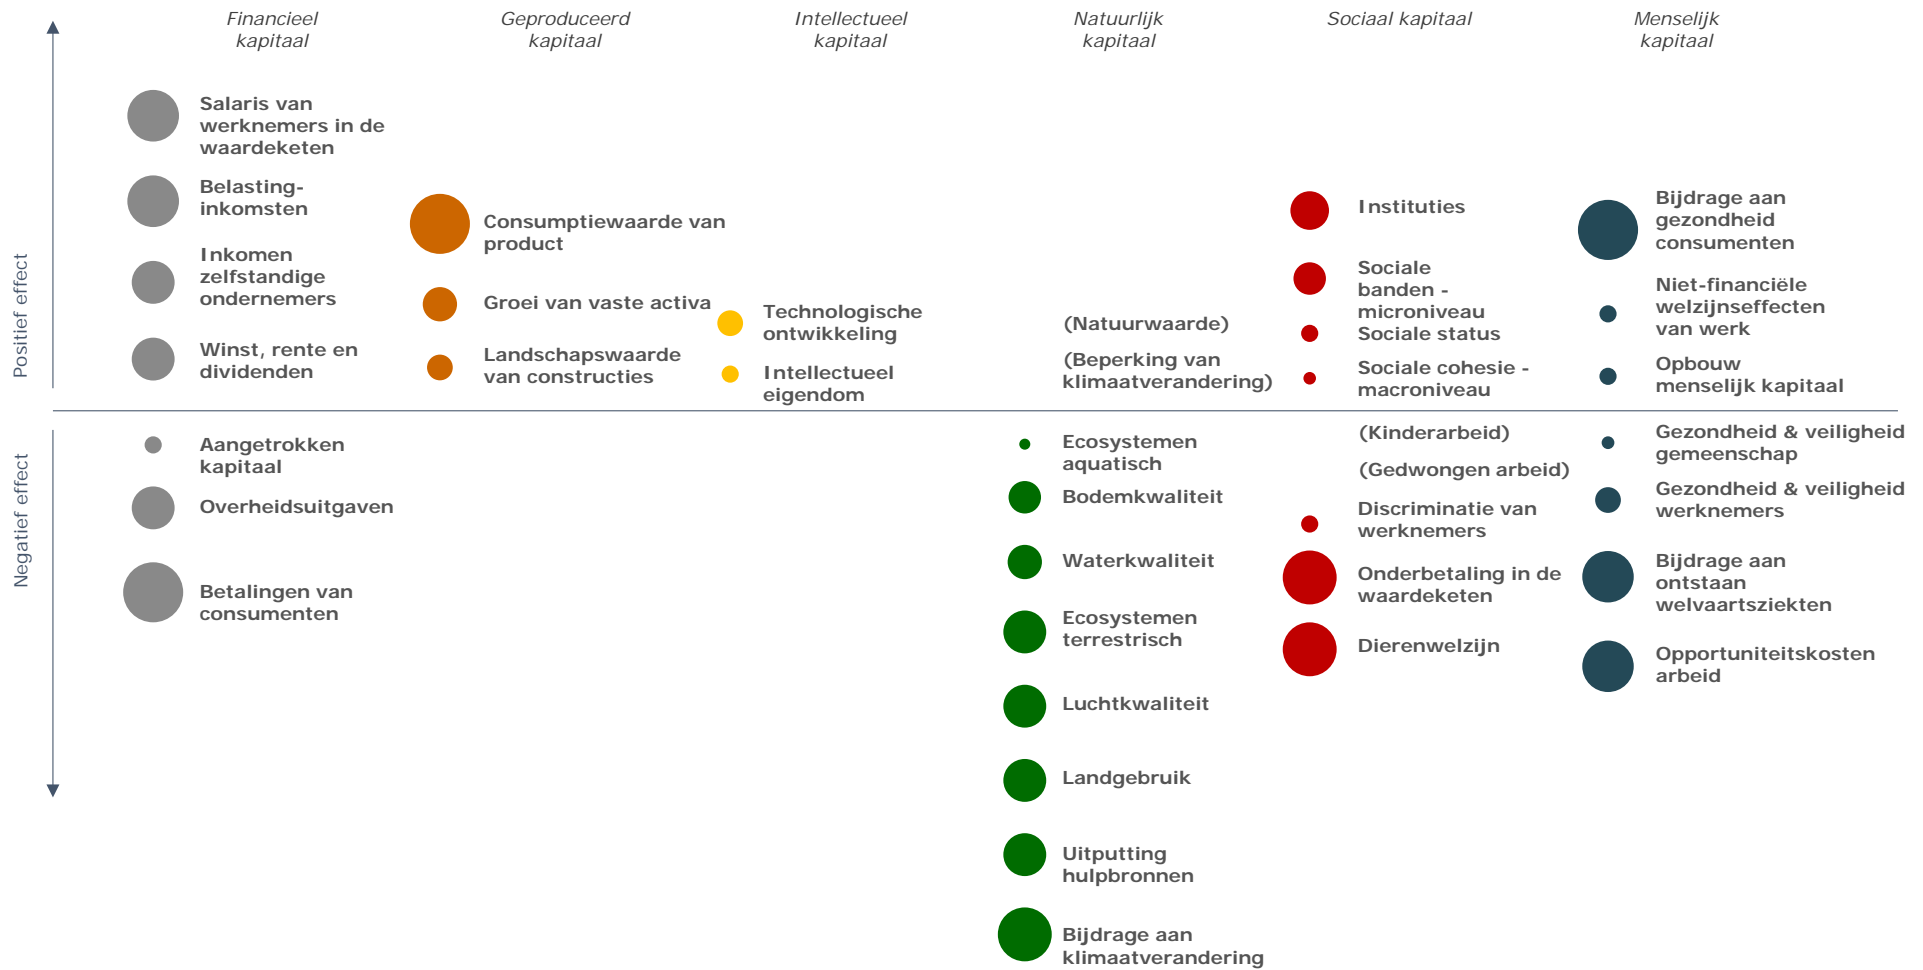 Financieel
kapitaal
Geproduceerd
kapitaal
Intellectueel
kapitaal
Natuurlijk
kapitaal
Sociaal kapitaal
Menselijk
kapitaal
Positief effect
Negatief effect
Salaris van
werknemers in de
waardeketen
Belasting-
inkomsten
Inkomen
zelfstandige
ondernemers
Winst, rente en
dividenden
Aangetrokken
kapitaal
Overheidsuitgaven
Betalingen van
consumenten
Consumptiewaarde van
product
Groei van vaste activa
Landschapswaarde
van constructies
Technologische
ontwikkeling
Intellectueel
eigendom
(Natuurwaarde)
(Beperking van
klimaatverandering)
Ecosystemen
aquatisch
Bodemkwaliteit
Waterkwaliteit
Ecosystemen
terrestrisch
Luchtkwaliteit
Landgebruik
Uitputting
hulpbronnen
Bijdrage aan
klimaatverandering
Instituties
Sociale
banden -
microniveau
Sociale status
Sociale cohesie -
macroniveau
(Kinderarbeid)
(Gedwongen arbeid)
Discriminatie van
werknemers
Onderbetaling in de
waardeketen
Dierenwelzijn
Bijdrage aan
gezondheid
consumenten
Niet-financiële
welzijnseffecten
van werk
Opbouw
menselijk kapitaal
Gezondheid & veiligheid
gemeenschap
Gezondheid & veiligheid
werknemers
Bijdrage aan
ontstaan
welvaartsziekten
Opportuniteitskosten
arbeid